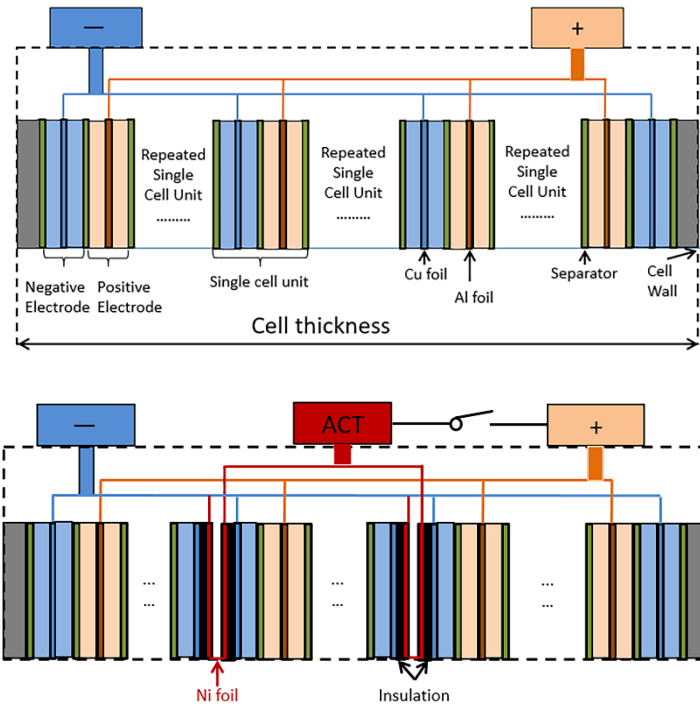 —
+
Repeated
Single
Cell Unit
.........
Repeated
Single
Cell Unit
.........
Repeated
Single
Cell Unit
.........
Negative
Electrode
Positive
Electrode
Single cell unit
Cu foil
Al foil
Separator
Cell
Wall
Cell thickness
—
ACT
+
...
...
...
...
...
...
Ni foil
Insulation